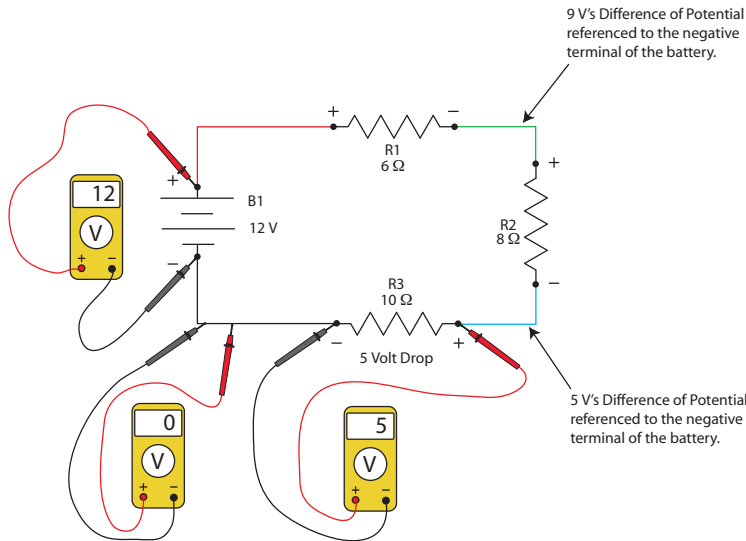 9 V's Difference of Potential
referenced to the negative
terminal of the battery.
+
−
R1
6 Ω
+
12
V
+
−
B1
12 V
−
+
R2
8 Ω
−
R3
10 Ω
−
+
5 Volt Drop
0
V
+
−
5
V
+
−
5 V's Difference of Potential
referenced to the negative
terminal of the battery.